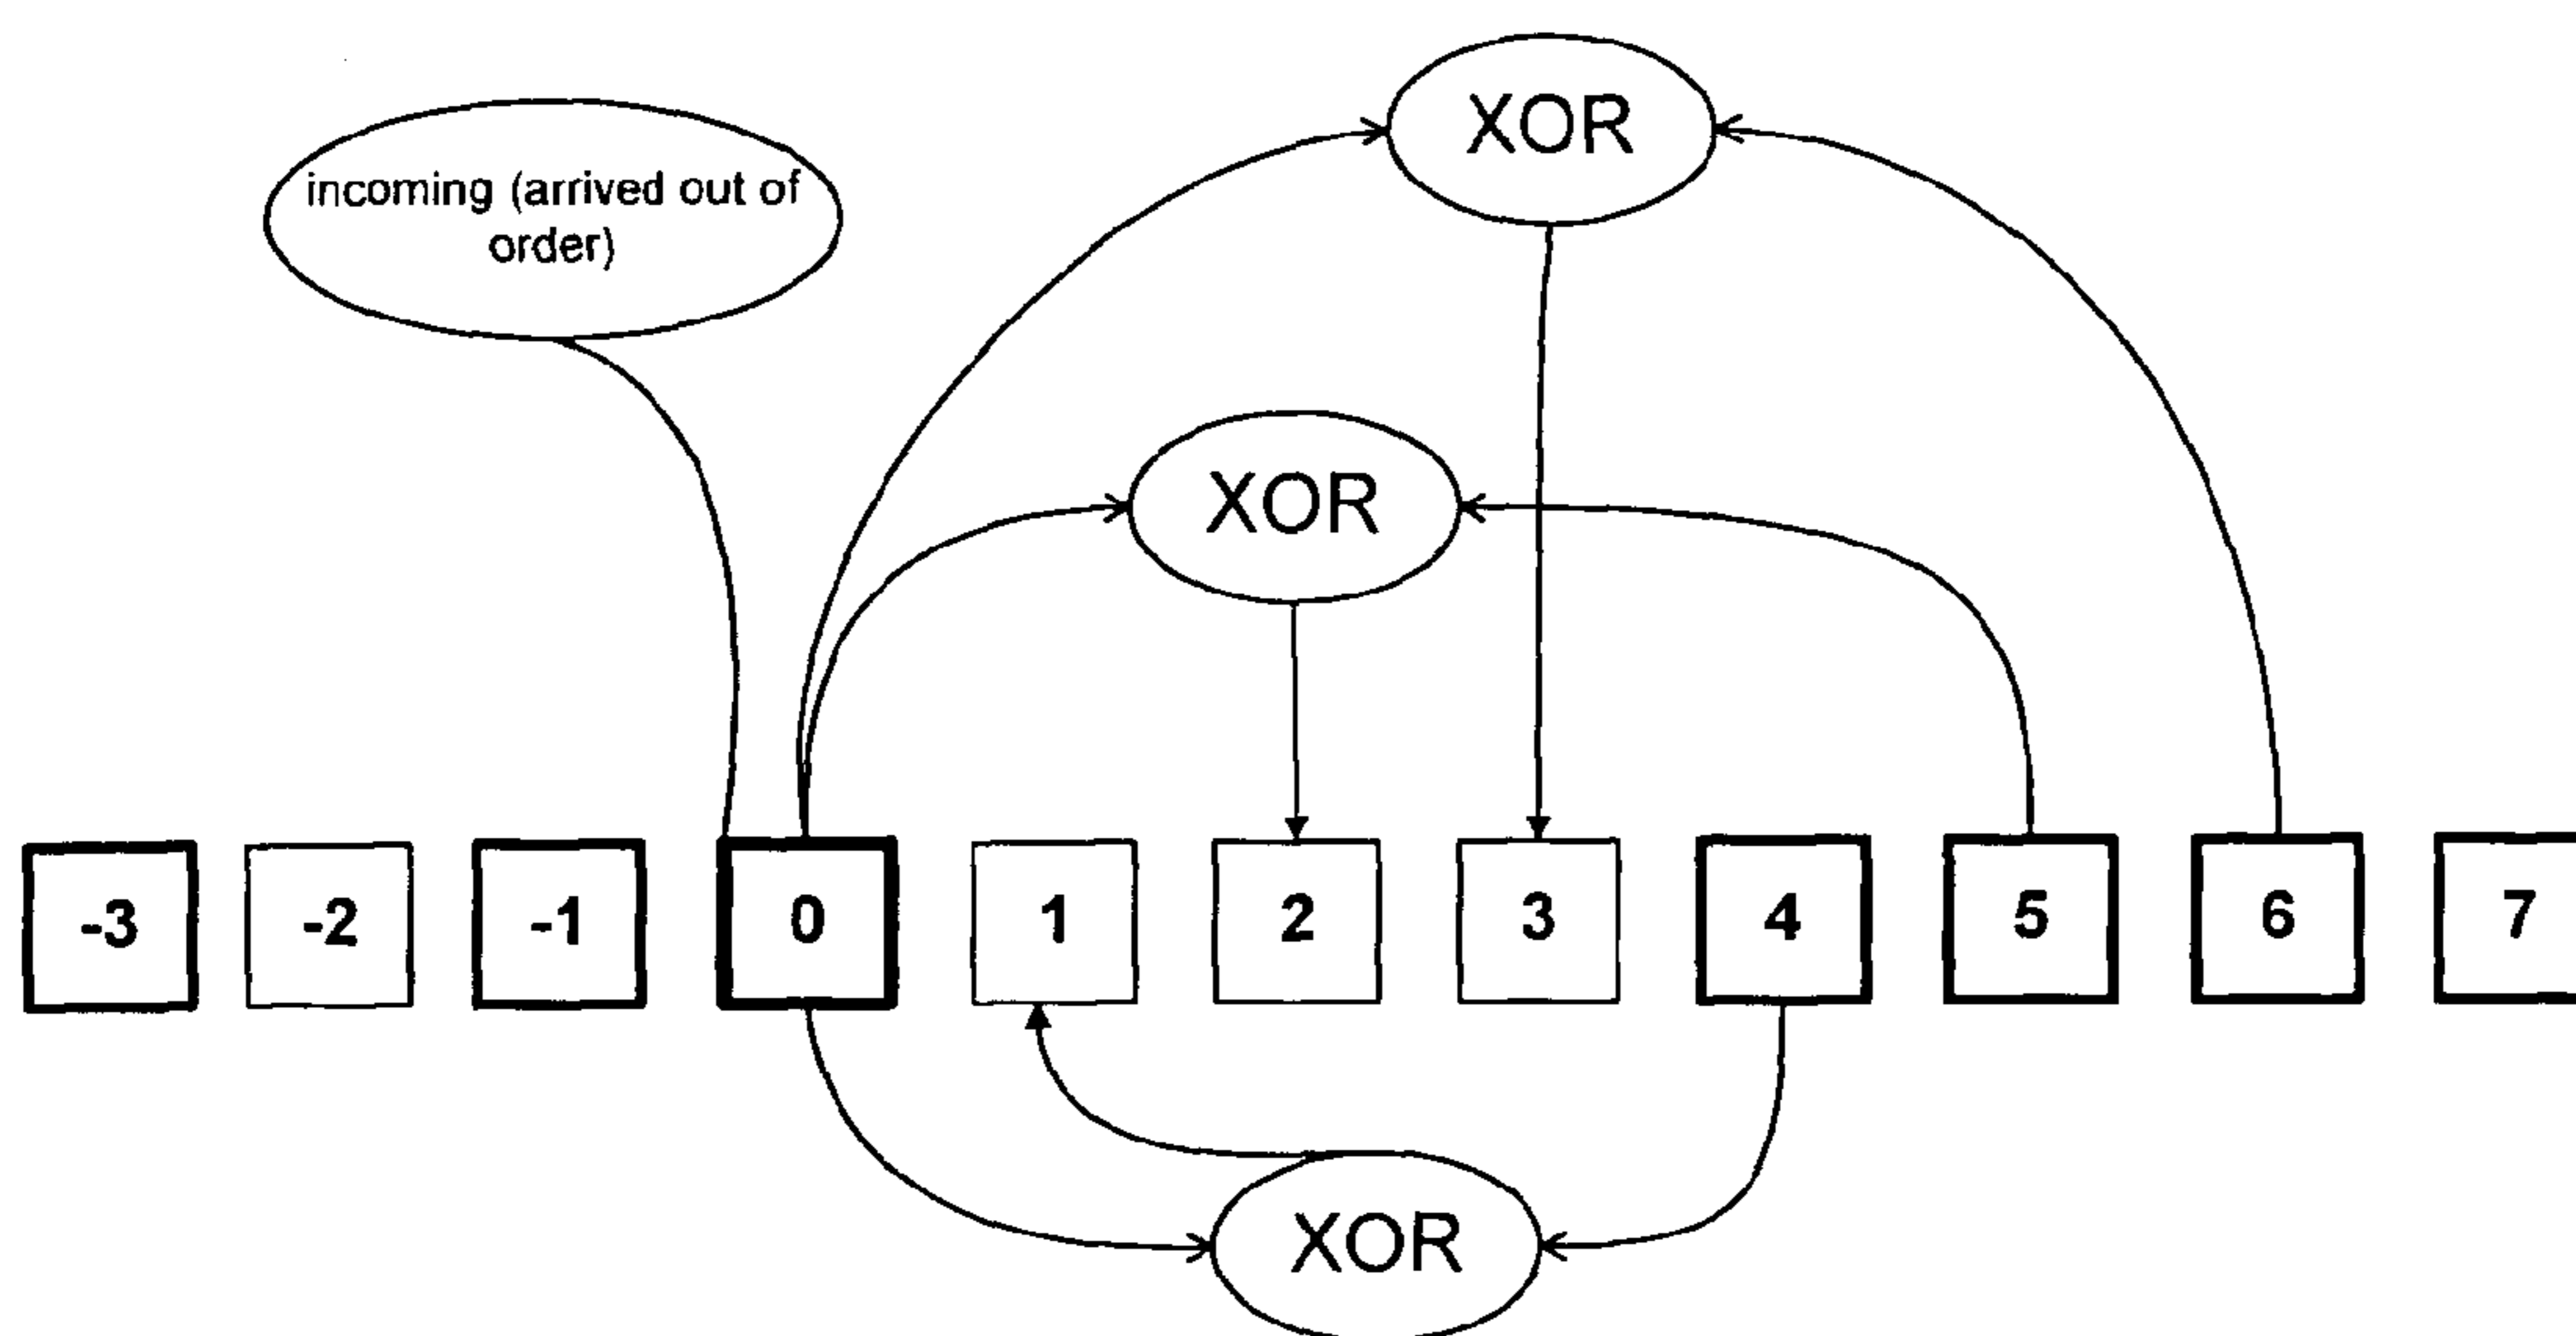 XOR
incoming (arrived out of
order)
XOR
-3 -2 -1 0 1 2 3 4 5 6 7
XOR